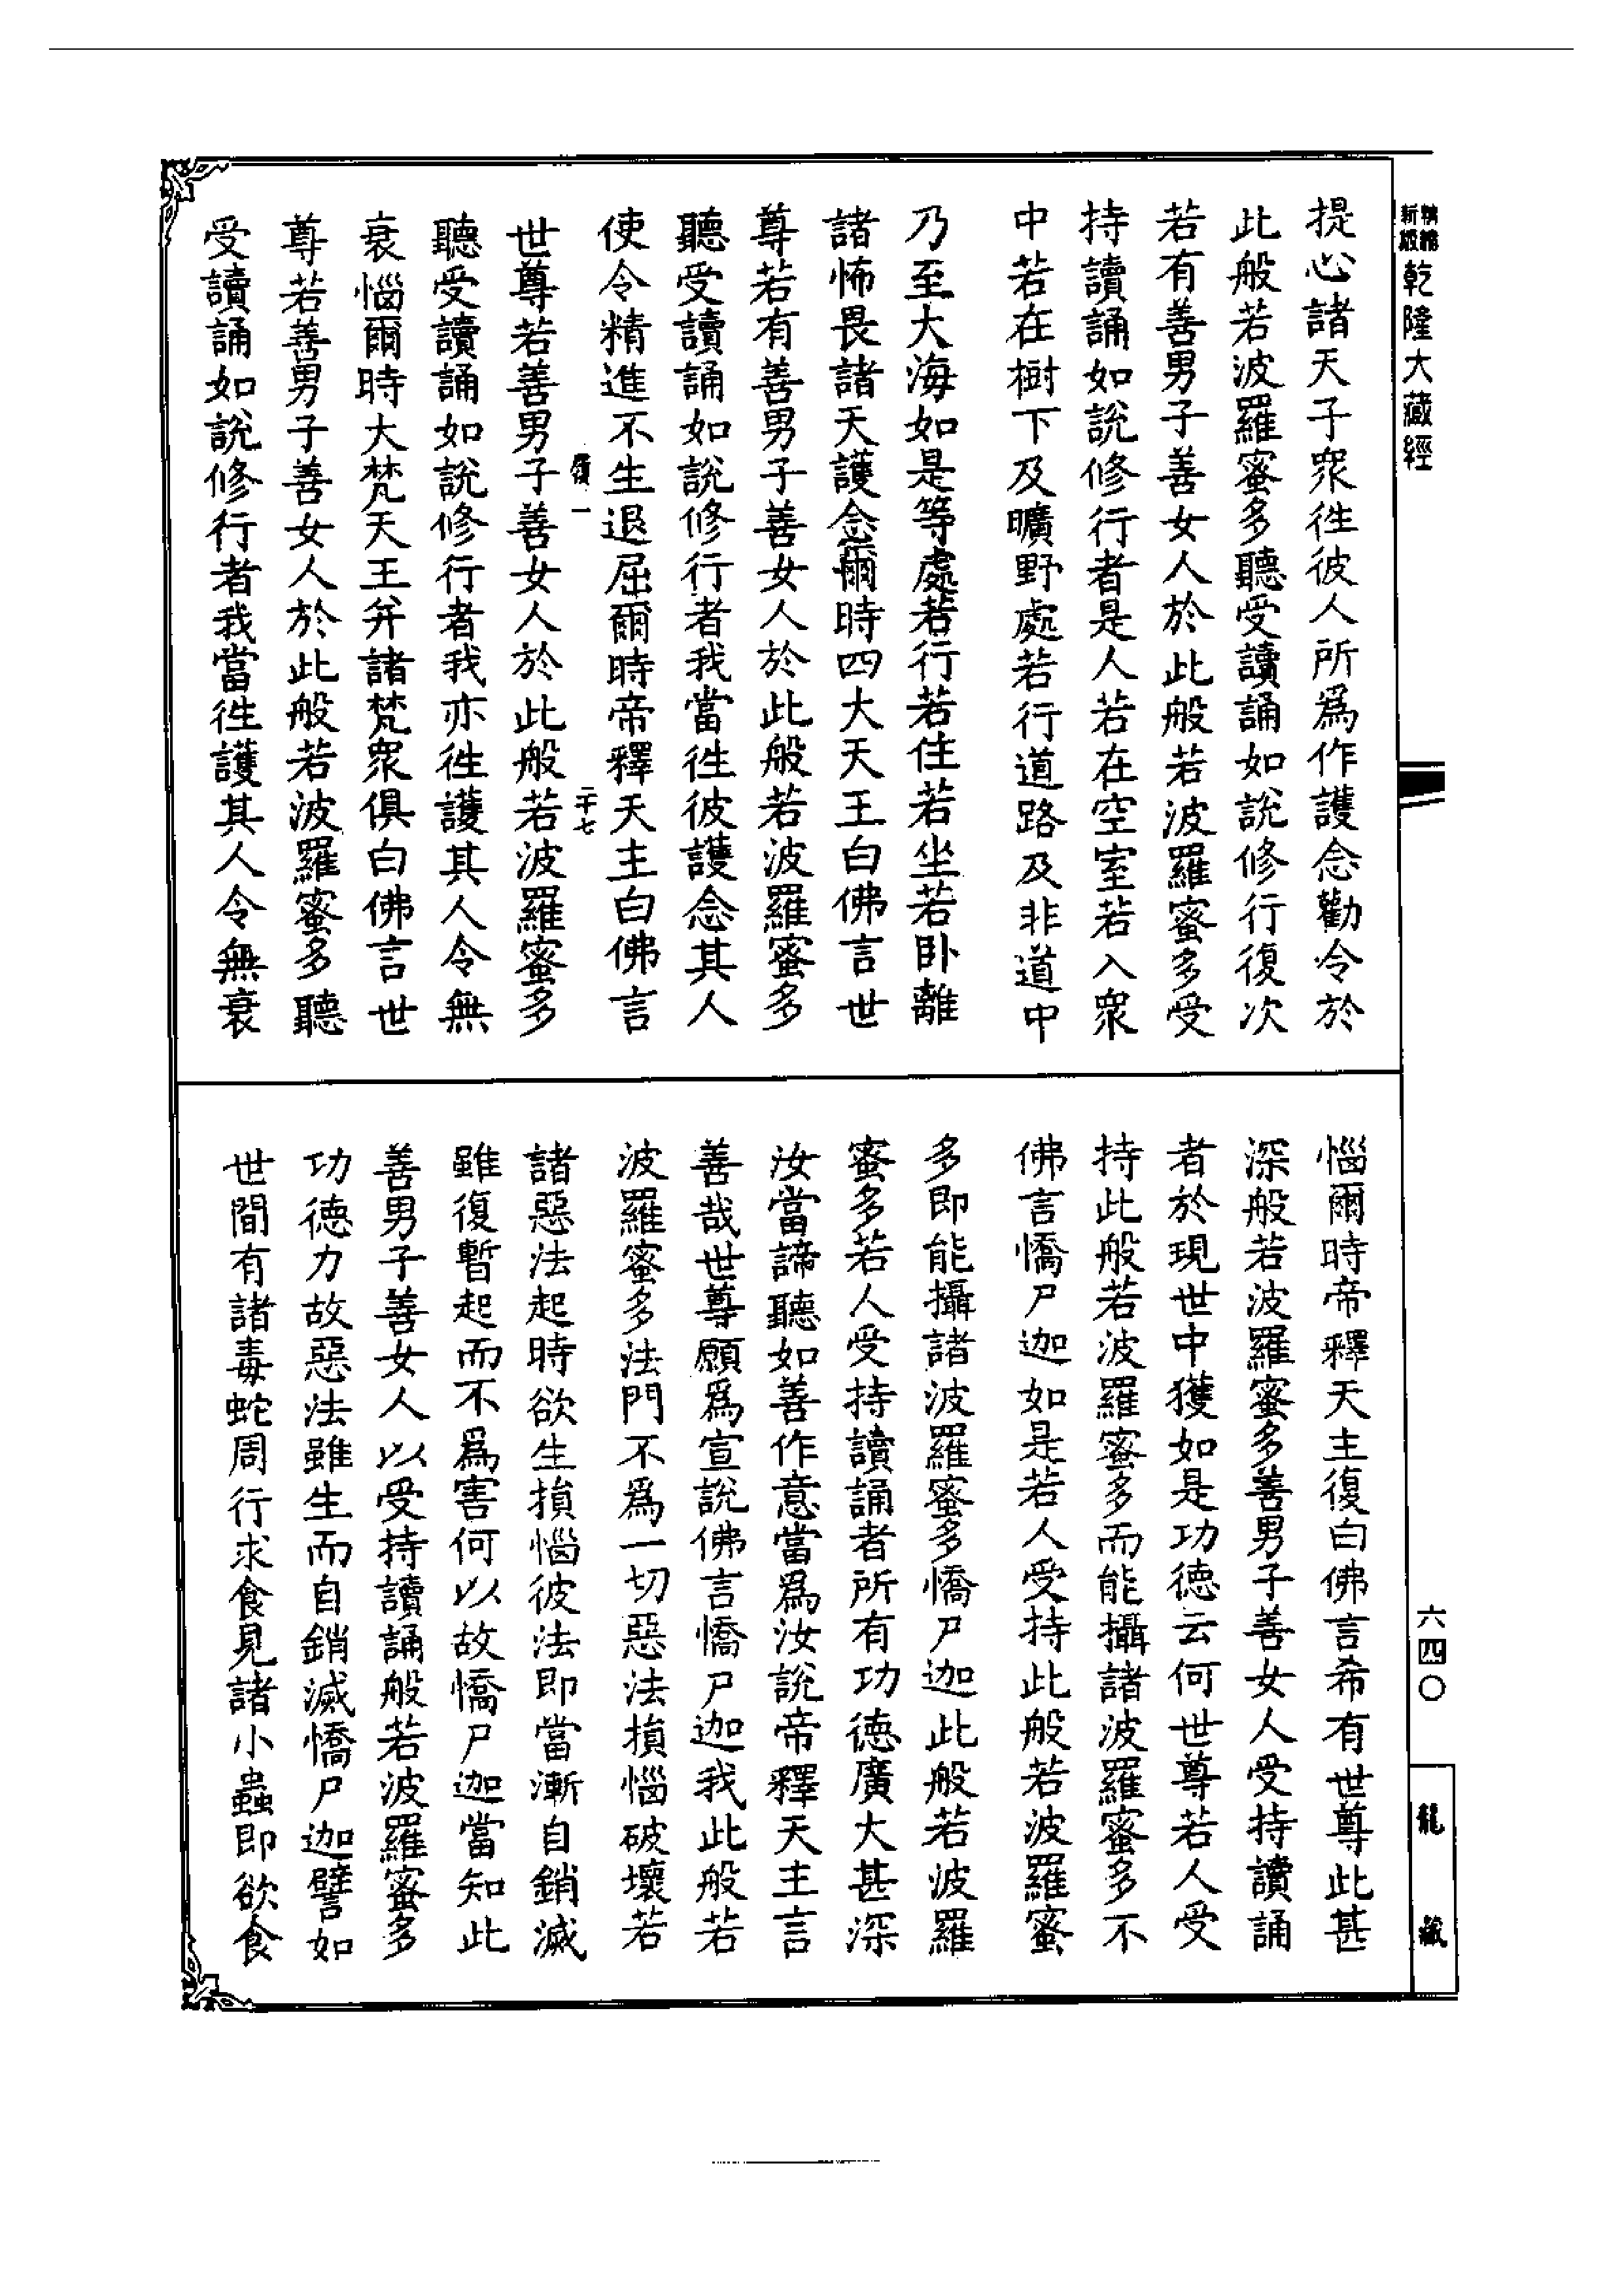 新鐫精繕乾隆大藏經
提心諸天子衆徃彼人所爲作護念勸令於
此般若波羅蜜多聽受讀誦如說修行復次
若有善男子善女人於此般若波羅蜜多受
持讀誦如說修行者是人若在空室若入衆
中若在樹下及曠野處若行道路及非道中
乃至大海如是等處若行若住若坐若卧離
諸怖畏諸天護念爾時四大天王白佛言世
尊若有善男子善女人於此般若波羅蜜多
聽受讀誦如說修行者我當徃彼護念其人
使令精進不生退屈爾時帝釋天主白佛言
一 二十七
世尊若善男子善女人於此般若波羅蜜多
聽受讀誦如說修行者我亦徃護其人令無
衰惱爾時大梵天王并諸梵衆俱白佛言世
尊若善男子善女人於此般若波羅蜜多聽
受讀誦如說修行者我當徃護其人令無衰
六四〇
龍藏
惱爾時帝釋天主復白佛言希有世尊此甚
深般若波羅蜜多善男子善女人受持讀誦
者於現世中獲如是功德云何世尊若人受
持此般若波羅蜜多而能攝諸波羅蜜多不
佛言憍尸迦如是若人受持此般若波羅蜜
多即能攝諸波羅蜜多憍尸迦此般若波羅
蜜多若人受持讀誦者所有功德廣大甚深
汝當諦聽如善作意當爲汝說帝釋天主言
善哉世尊願爲宣說佛言憍尸迦我此般若
波羅蜜多法門不爲一切惡法損惱破壞若
諸惡法起時欲生損惱彼法即當漸自銷滅
雖復暫起而不爲害何以故憍尸迦當知此
善男子善女人以受持讀誦般若波羅蜜多
功德力故惡法雖生而自銷滅憍尸迦譬如
世間有諸毒蛇周行求食見諸小蟲即欲食